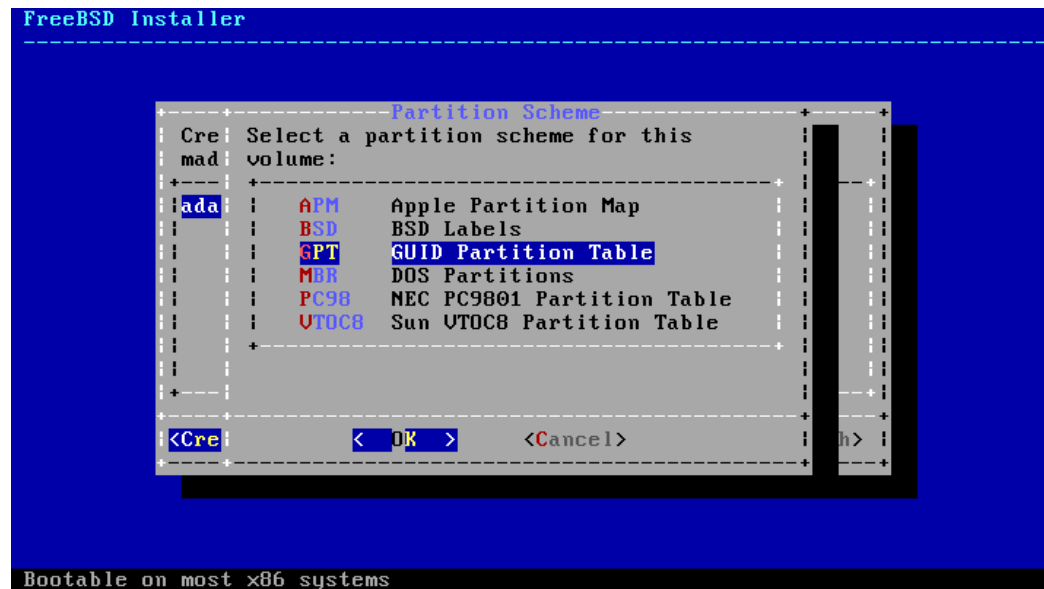 FreeBSD Installer
Partition Scheme
Cre
mad
Select a partition scheme for this
volume:
ada
APM Apple Partition Map
BSD BSD Labels
GPT GUID Partition Table
MBR DOS Partitions
PC98 NEC PC9801 Partition Table
VTOC8 Sun VTOC8 Partition Table
<Cre < OK > <Cancel> h>
Bootable on most x86 systems